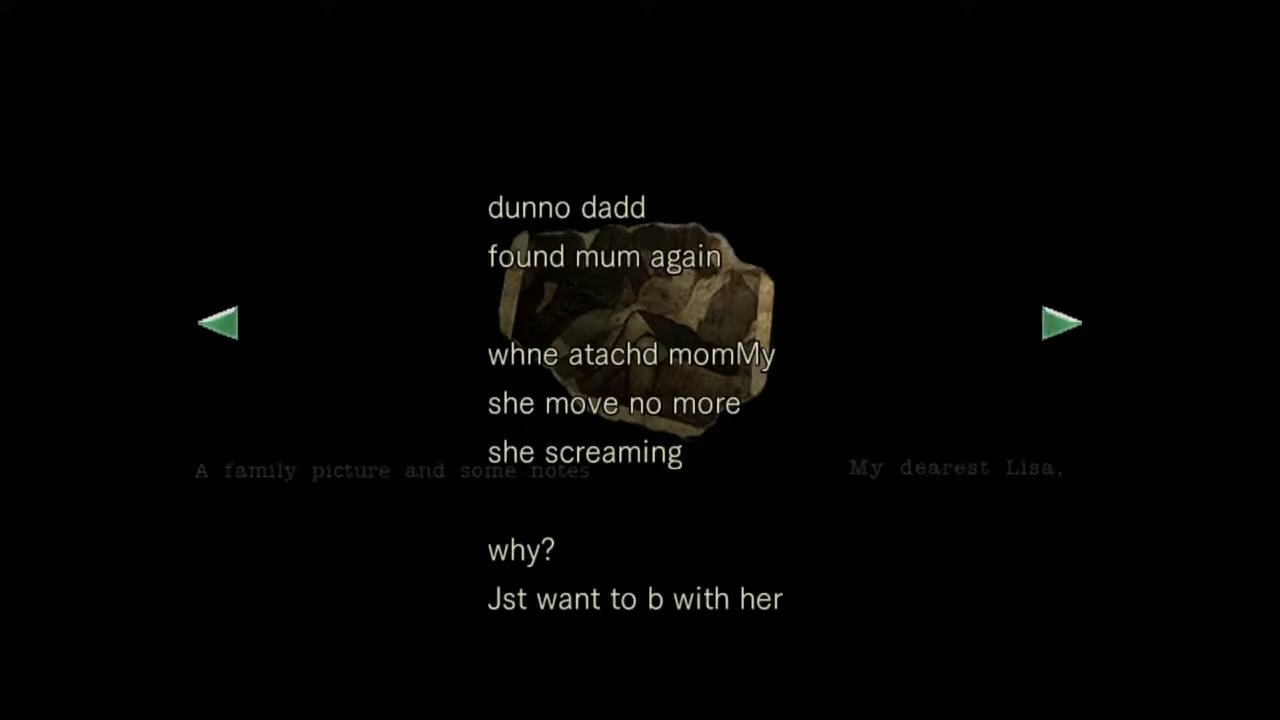 dunno dadd
found mum again
whne atachd momMy
she move no more
she screaming
A family picture and some notes
My dearest Lisa,
why?
Jst want to b with her